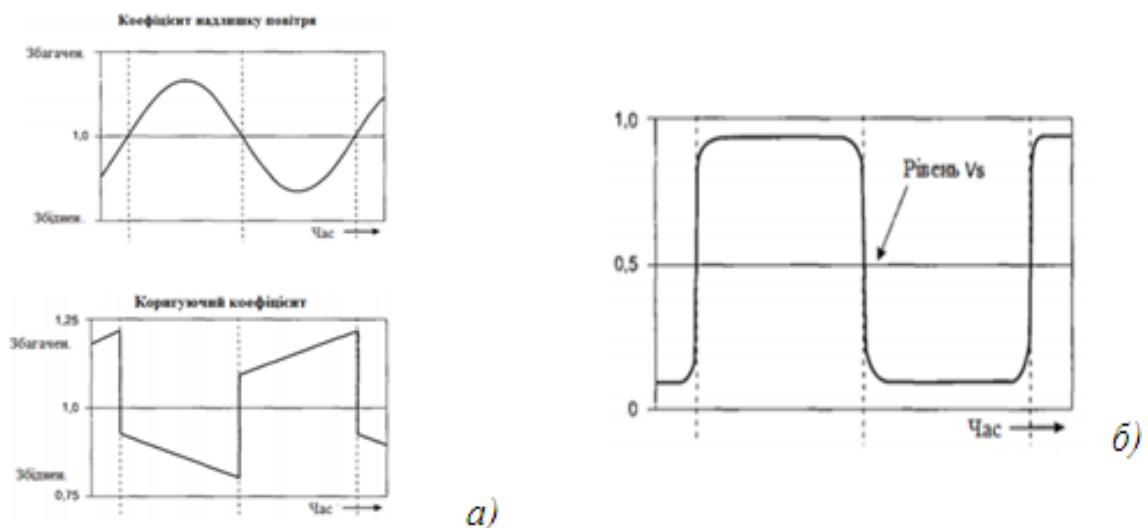 Коефіцієнт надлишку повітря
Збагачен.
1,0
Збіднен.
Час
Коригуючий коефіцієнт
1,25
Збагачен.
1,0
Збіднен.
0,75
Час
а)
1,0
Рівень Vs
0,5
0
Час
б)